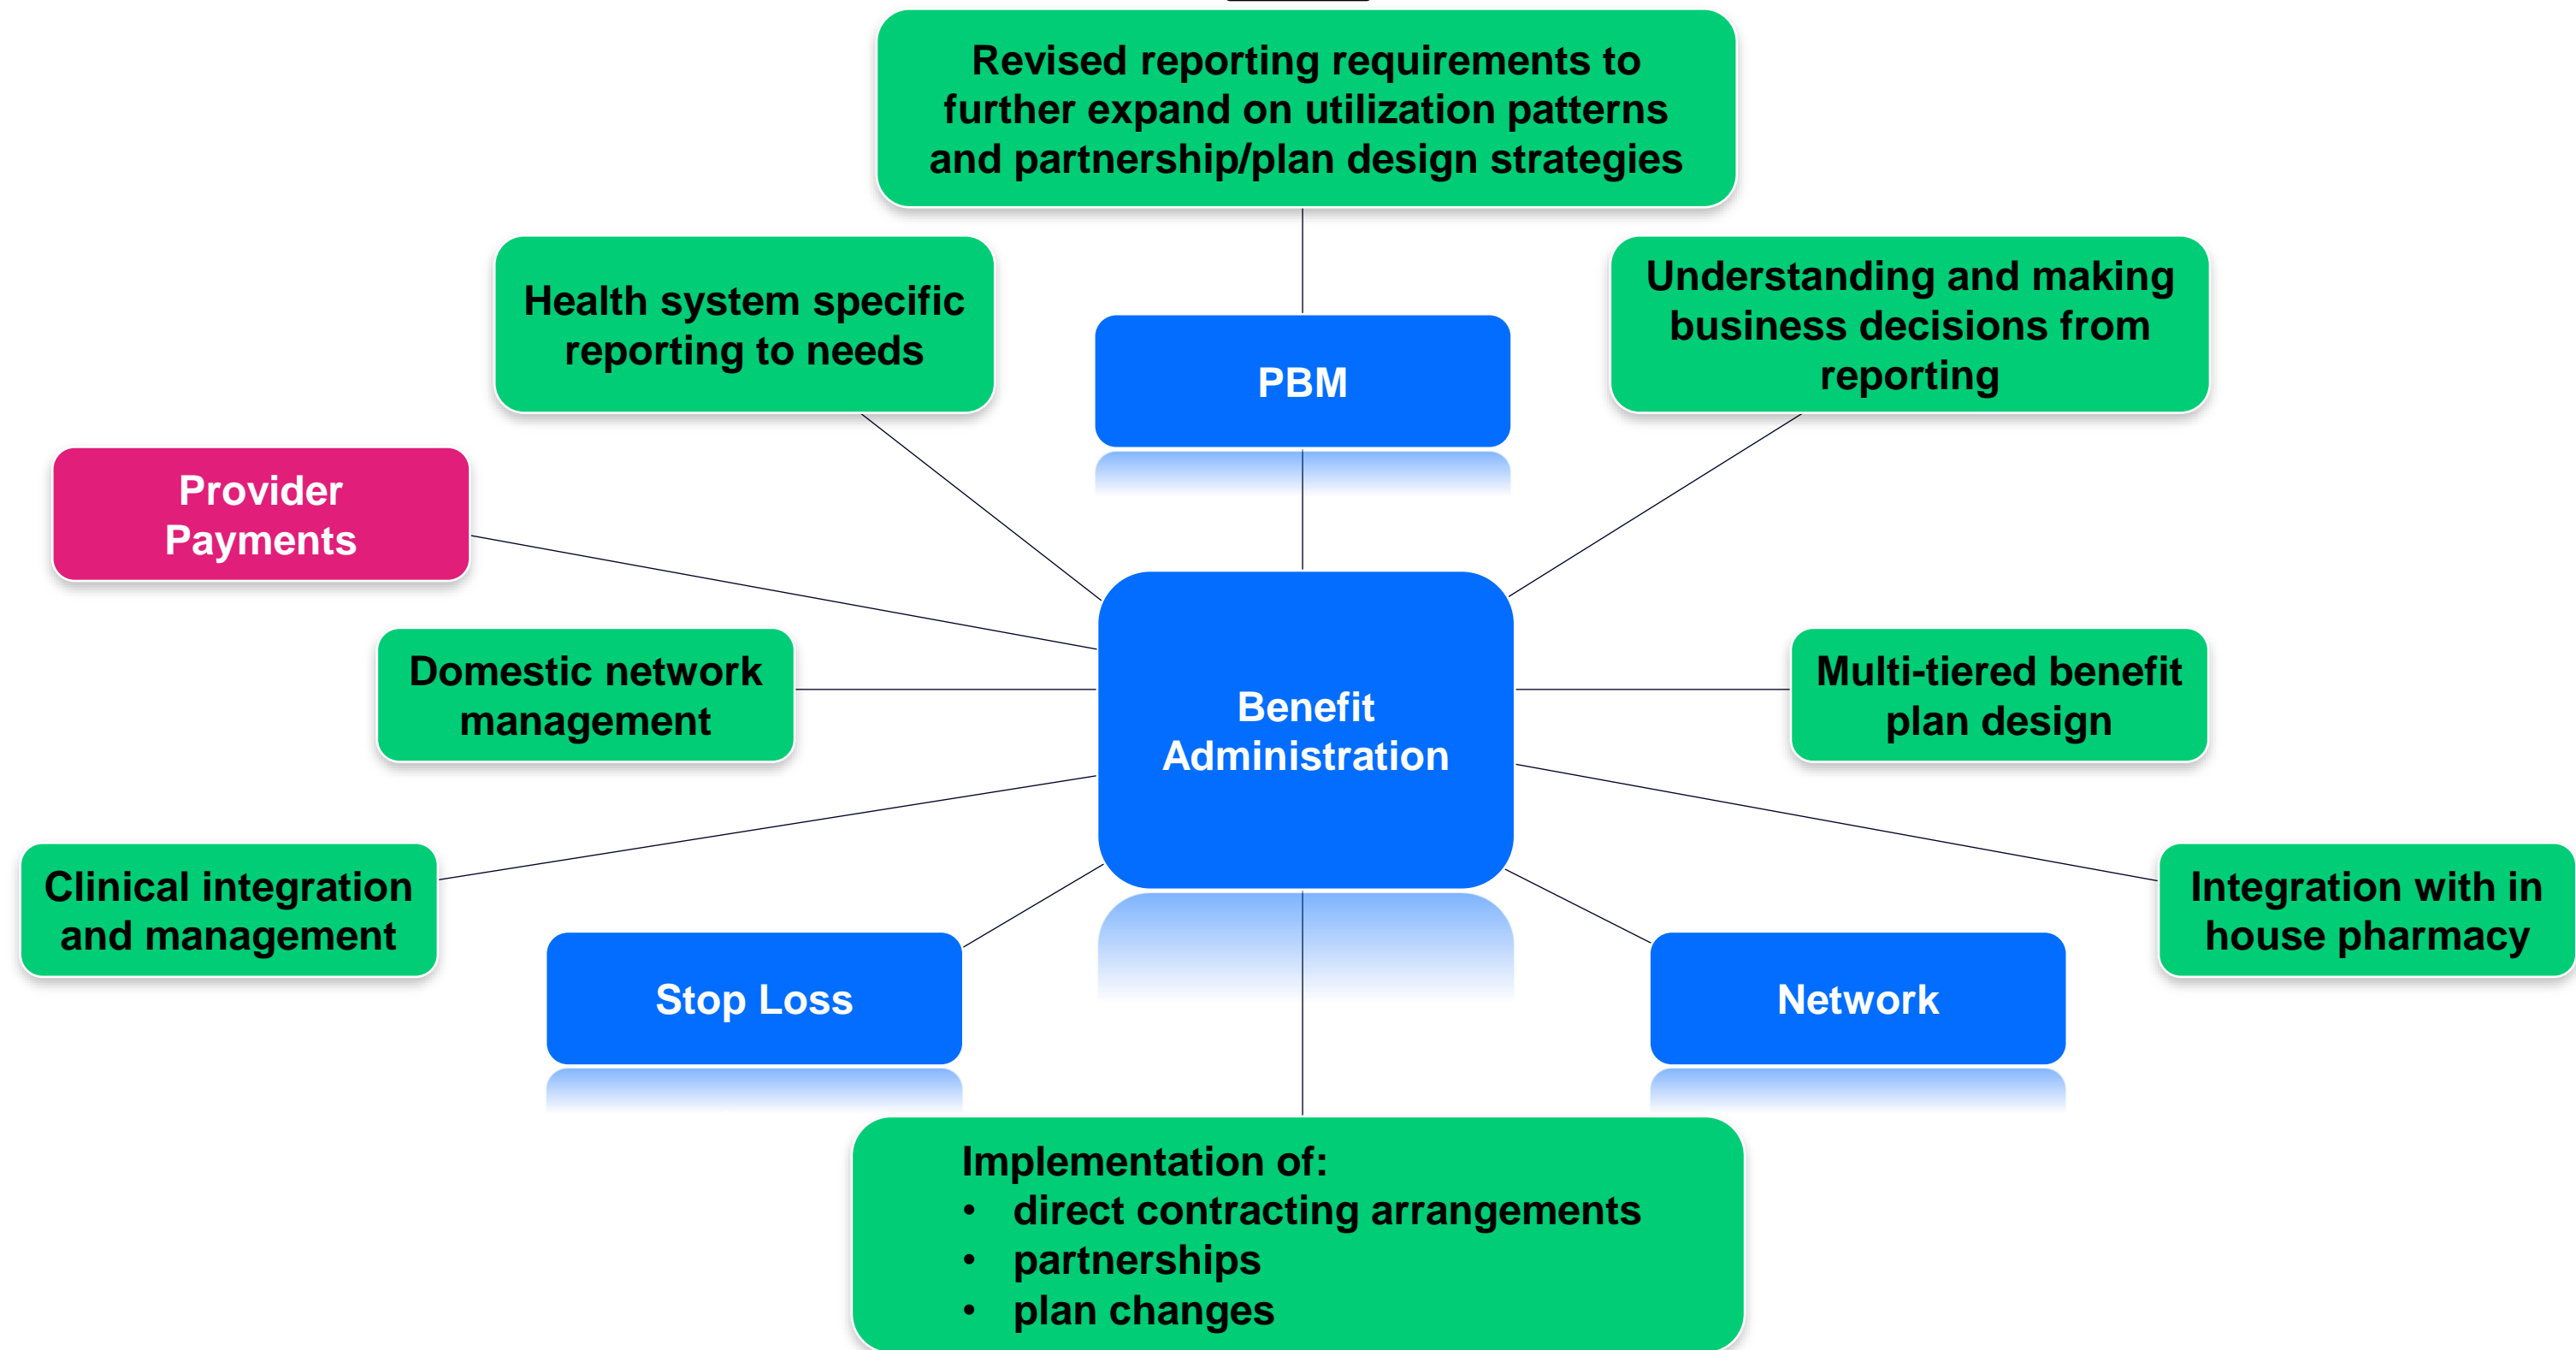 Revised reporting requirements to
further expand on utilization patterns
and partnership/plan design strategies
Health system specific
reporting to needs
PBM
Understanding and making
business decisions from
reporting
Provider
Payments
Domestic network
management
Benefit
Administration
Multi-tiered benefit
plan design
Clinical integration
and management
Stop Loss
Network
Integration with in
house pharmacy
Implementation of:
• direct contracting arrangements
• partnerships
• plan changes